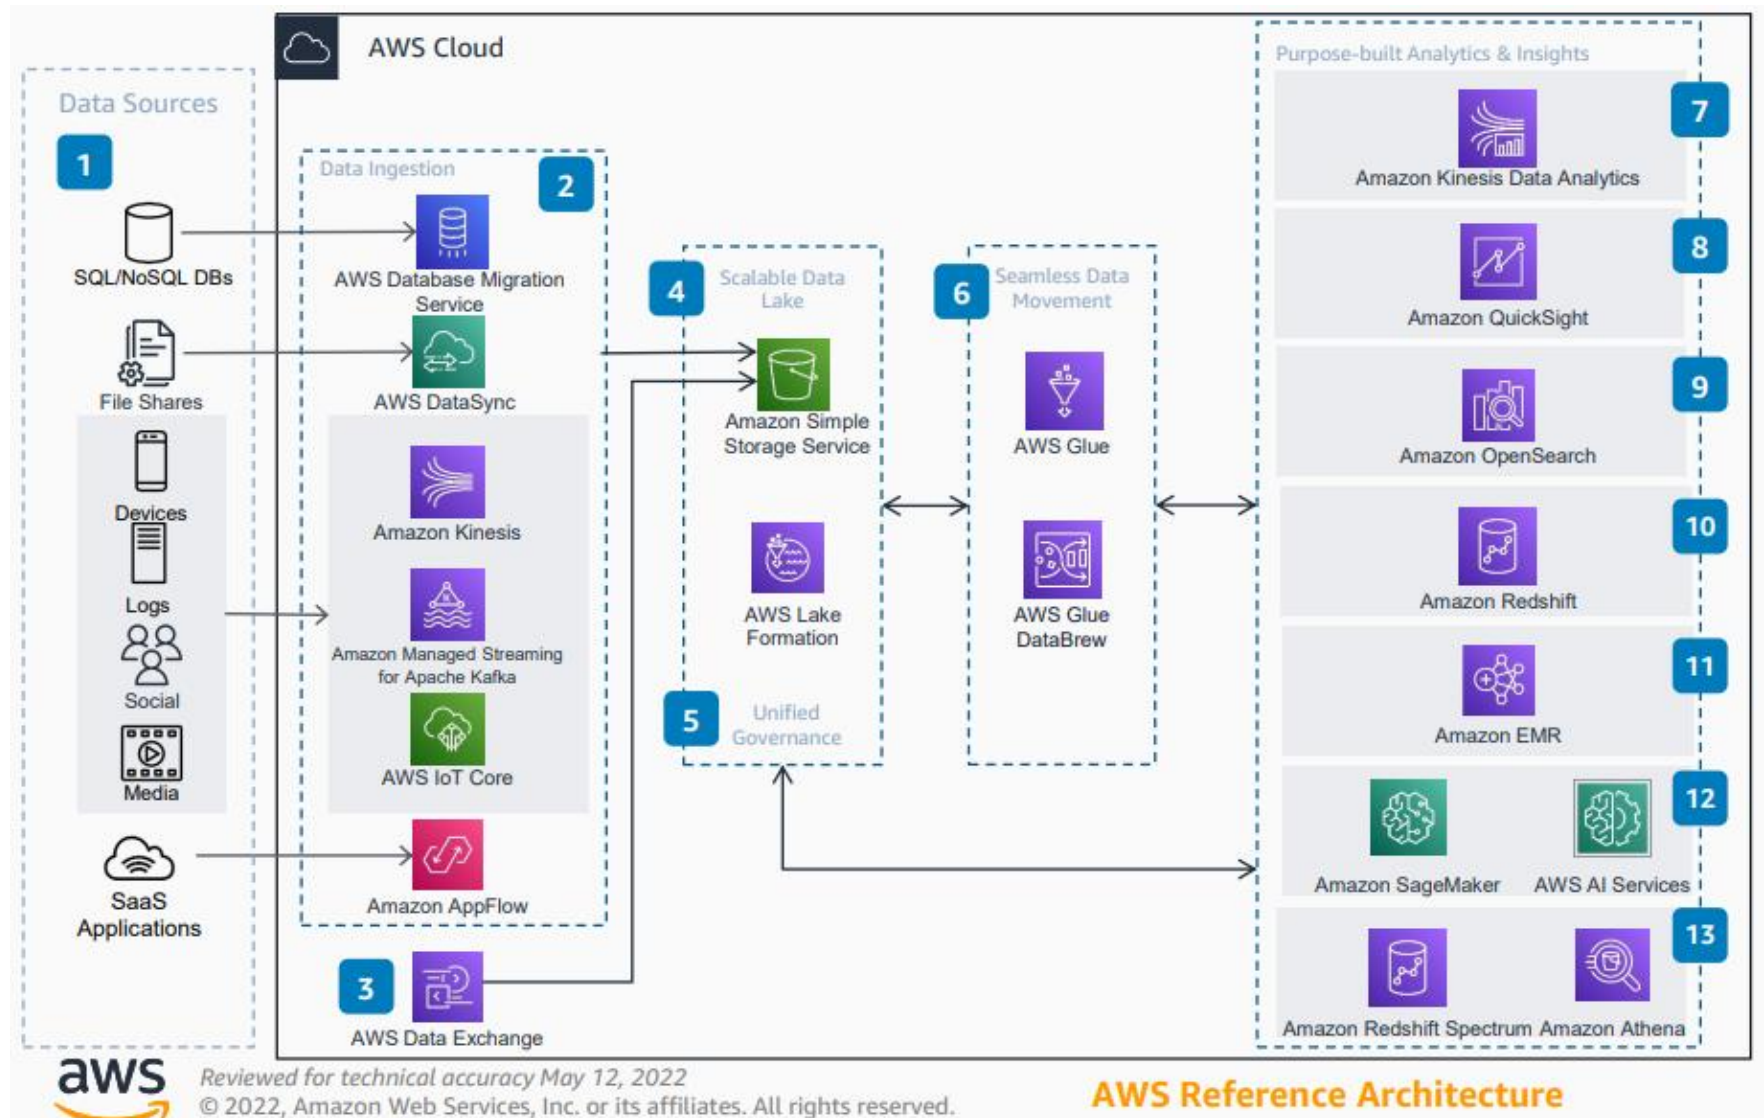 AWS Cloud
Data Sources
1
SQL/NoSQL DBs
File Shares
Devices
Logs
Social
Media
SaaS
Applications
Data Ingestion
2
AWS Database Migration
Service
AWS DataSync
Amazon Kinesis
Amazon Managed Streaming
for Apache Kafka
AWS IoT Core
Amazon AppFlow
3
AWS Data Exchange
4
Scalable Data
Lake
Amazon Simple
Storage Service
AWS Lake
Formation
5
Unified
Governance
6
Seamless Data
Movement
AWS Glue
AWS Glue
DataBrew
Purpose-built Analytics & Insights
7
Amazon Kinesis Data Analytics
8
Amazon QuickSight
9
Amazon OpenSearch
10
Amazon Redshift
11
Amazon EMR
12
Amazon SageMaker
AWS AI Services
13
Amazon Redshift Spectrum
Amazon Athena
aws
Reviewed for technical accuracy May 12, 2022
© 2022, Amazon Web Services, Inc. or its affiliates. All rights reserved.
AWS Reference Architecture